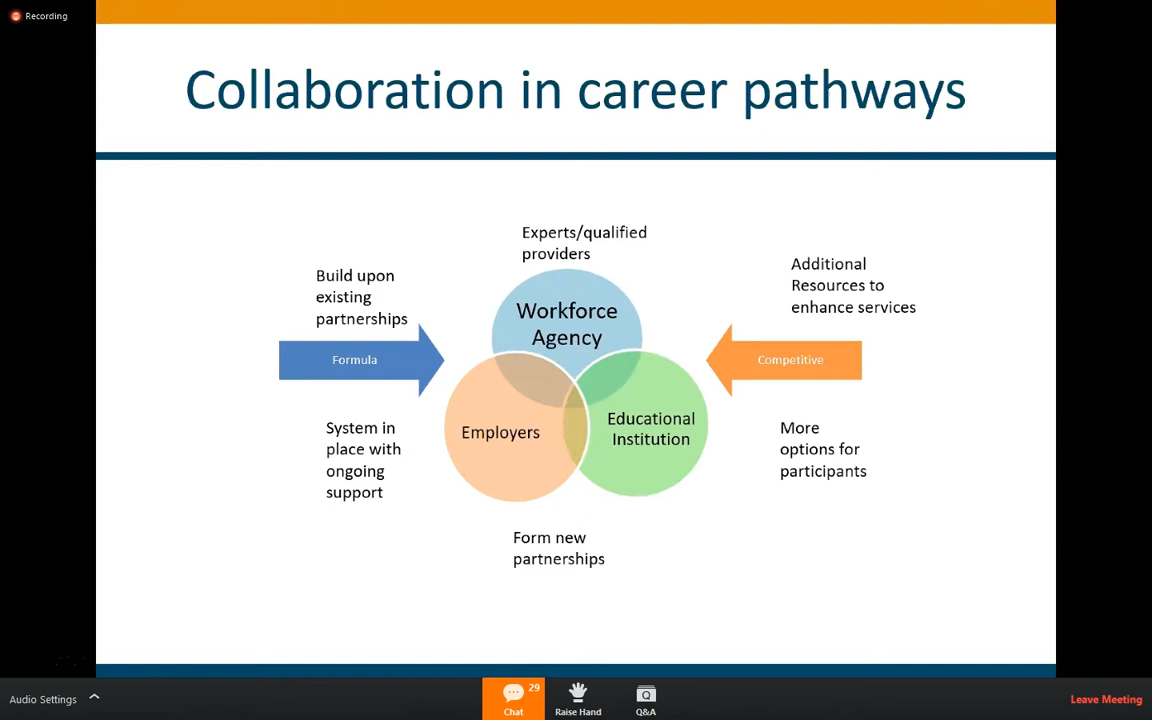 Recording
Collaboration in career pathways
Experts/qualified
providers
Build upon
existing
partnerships
Additional
Resources to
enhance services
Workforce
Agency
Formula
Competitive
Employers
Educational
Institution
System in
place with
ongoing
support
More
options for
participants
Form new
partnerships
Audio Settings
29
Chat
Raise Hand
Q
Q&A
Leave Meeting